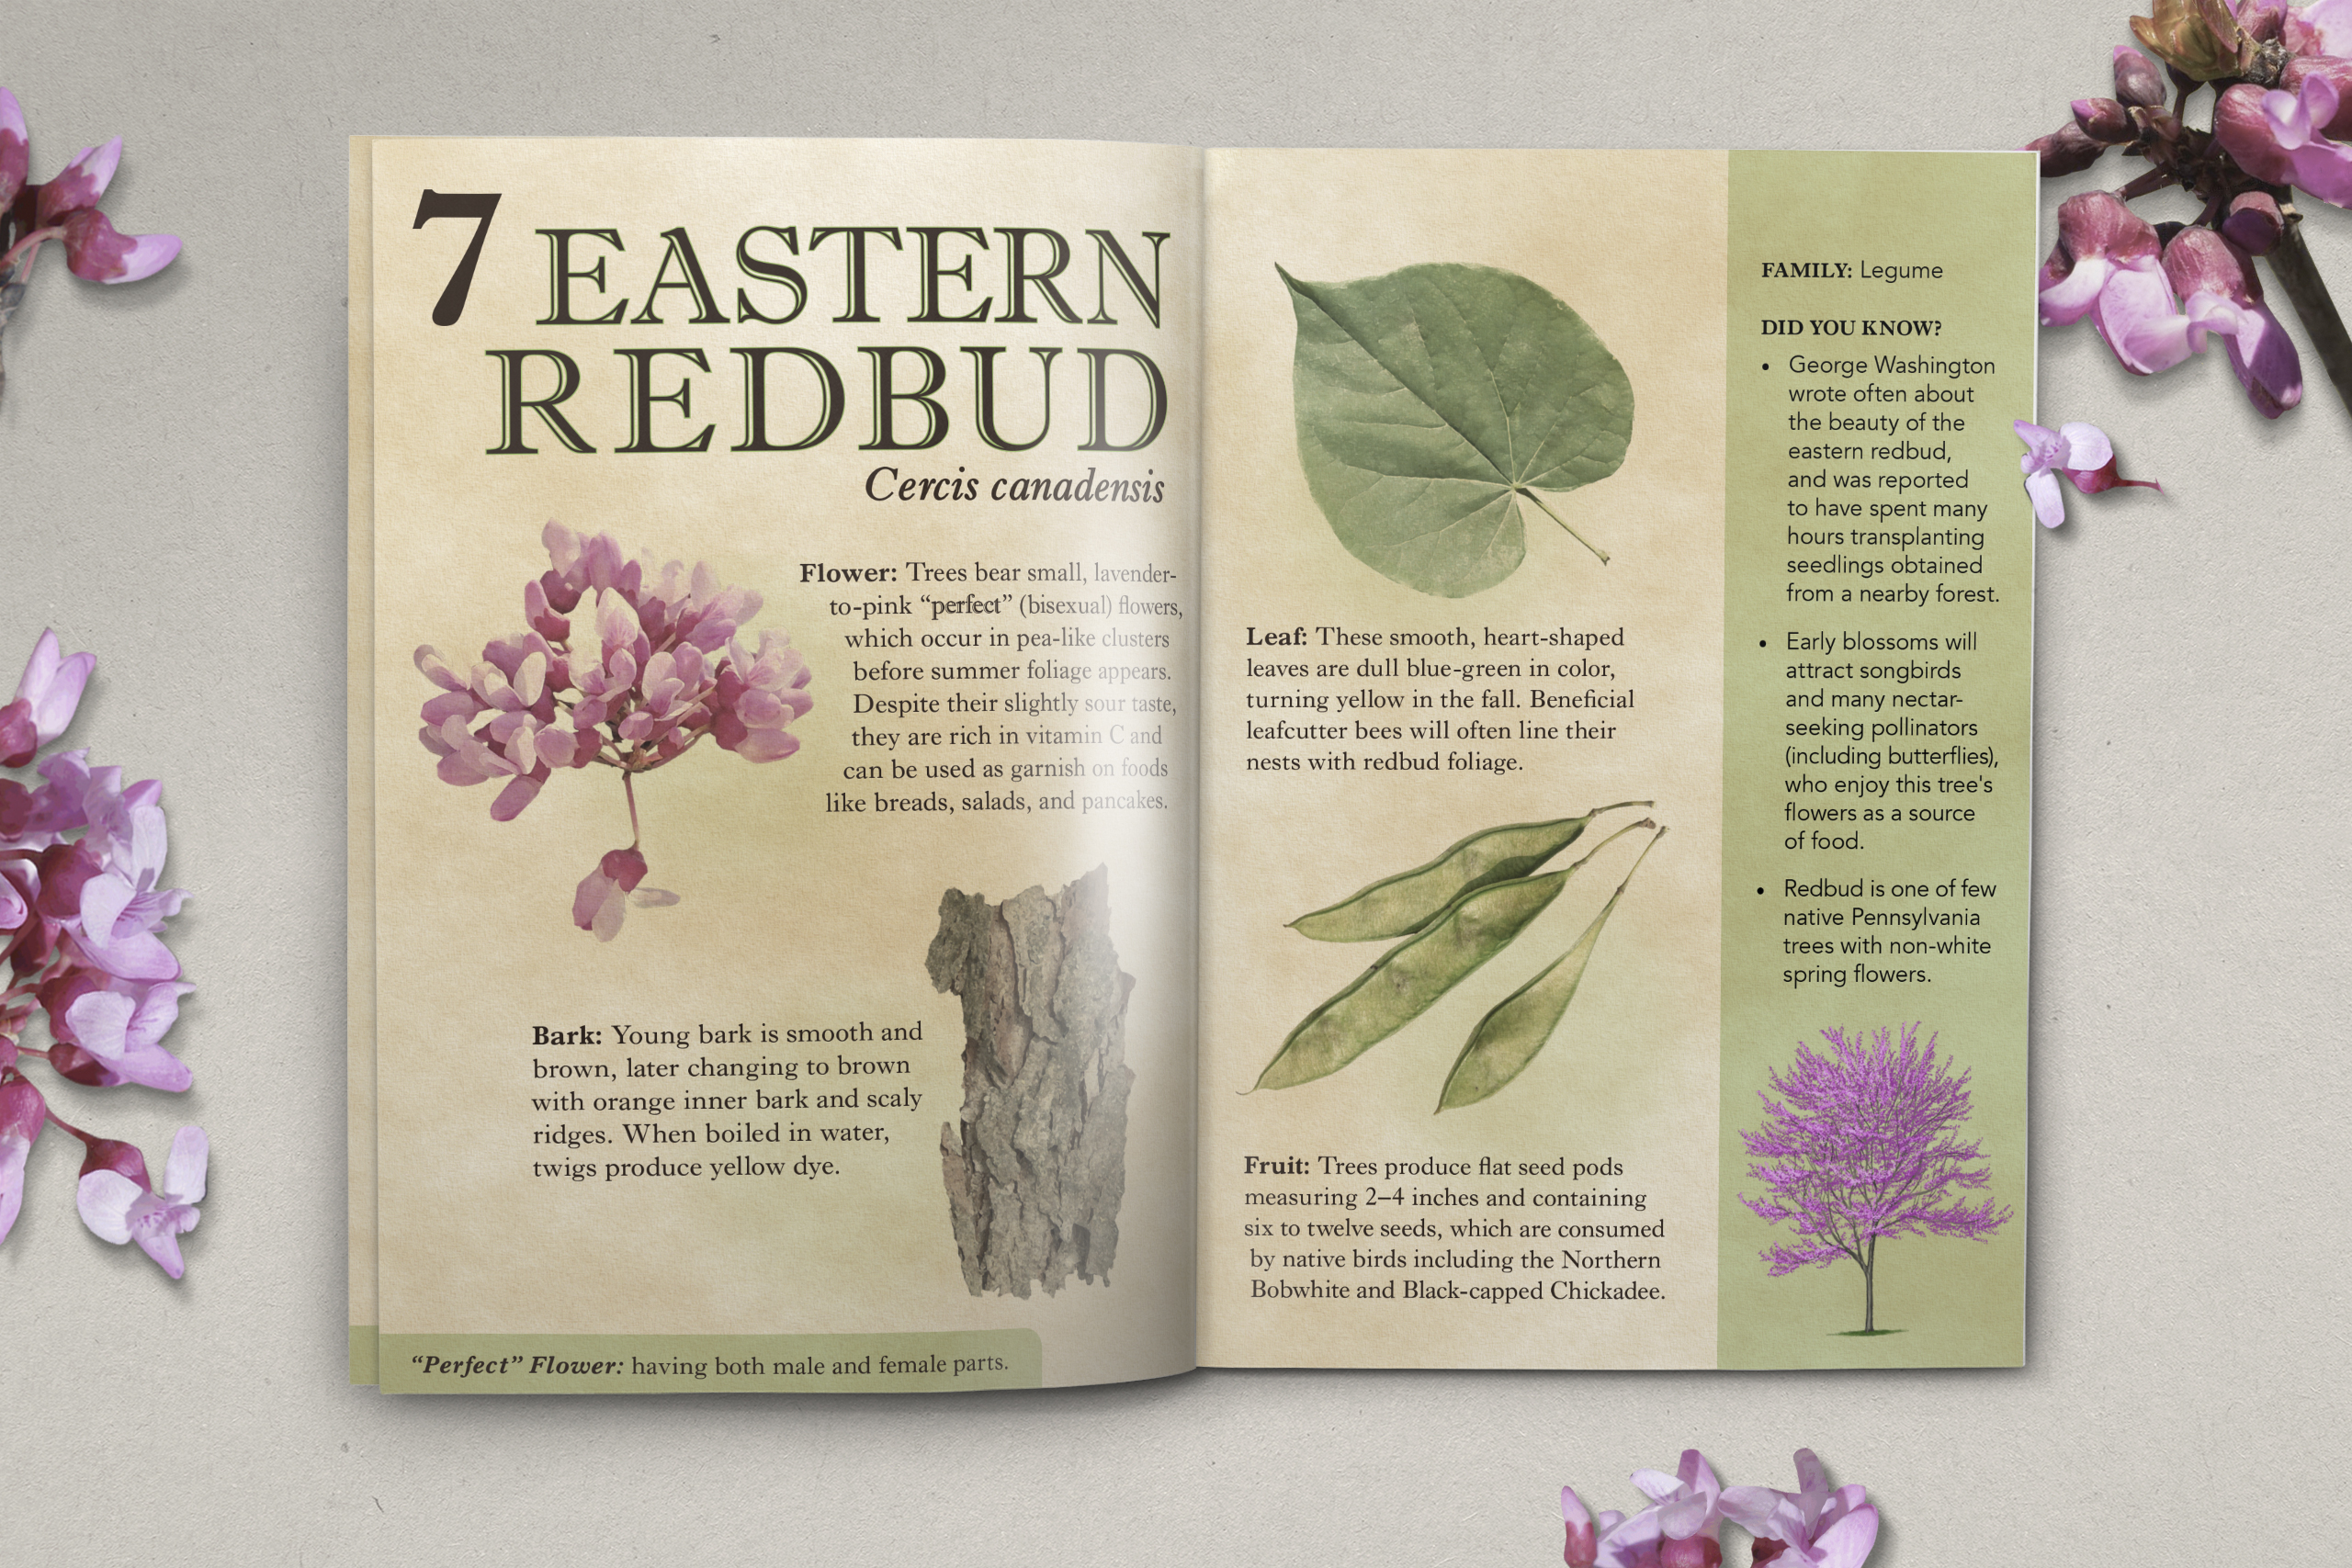 7 EASTERN
REDBUD
Cercis canadensis
Flower: Trees bear small, lavender-
to-pink “perfect” (bisexual) flowers,
which occur in pea-like clusters
before summer foliage appears.
Despite their slightly sour taste,
they are rich in vitamin C and
can be used as garnish on foods
like breads, salads, and pancakes.
Bark: Young bark is smooth and
brown, later changing to brown
with orange inner bark and scaly
ridges. When boiled in water,
twigs produce yellow dye.
“Perfect” Flower: having both male and female parts.
Leaf: These smooth, heart-shaped
leaves are dull blue-green in color,
turning yellow in the fall. Beneficial
leafcutter bees will often line their
nests with redbud foliage.
Fruit: Trees produce flat seed pods
measuring 2–4 inches and containing
six to twelve seeds, which are consumed
by native birds including the Northern
Bobwhite and Black-capped Chickadee.
FAMILY: Legume
DID YOU KNOW?
• George Washington
wrote often about
the beauty of the
eastern redbud,
and was reported
to have spent many
hours transplanting
seedlings obtained
from a nearby forest.
• Early blossoms will
attract songbirds
and many nectar-
seeking pollinators
(including butterflies),
who enjoy this tree's
flowers as a source
of food.
• Redbud is one of few
native Pennsylvania
trees with non-white
spring flowers.